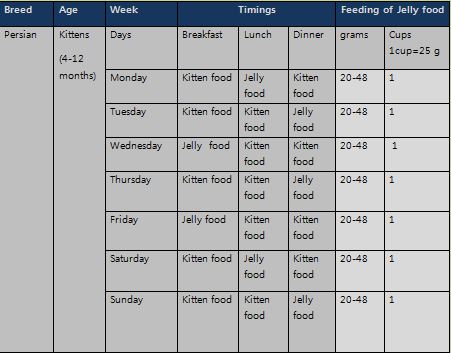 Breed Age Week Timings Feeding of Jelly food
Persian Kittens Days Breakfast Lunch Dinner grams Cups
(4-12 1cup=25 g
months)
Monday Kitten food Jelly Kitten 20-48 1
food food
Tuesday Kitten food Kitten Jelly 20-48 1
food food
Wednesday Jelly food Kitten Kitten 20-48 1
food food
Thursday Kitten food Kitten Jelly 20-48 1
food food
Friday Jelly food Kitten Kitten 20-48 1
food food
Saturday Kitten food Jelly Kitten 20-48 1
food food
Sunday Kitten food Kitten Jelly 20-48 1
food food